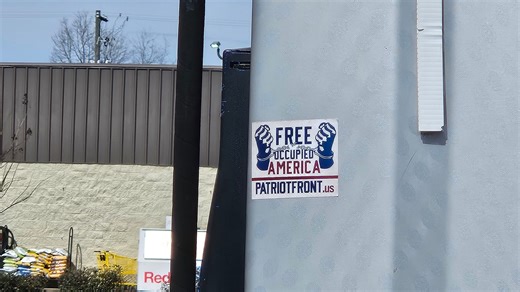 FREE
OCCUPIED
AMERICA
PATRIOTFRONT.us
Red